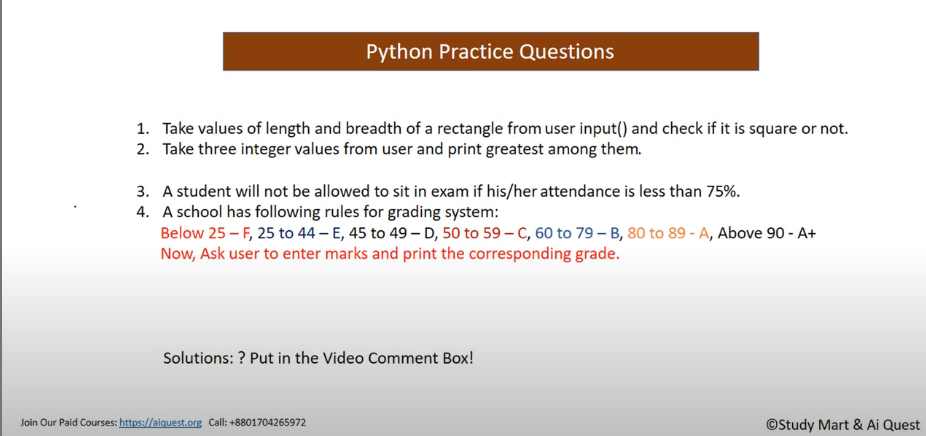 Python Practice Questions
1. Take values of length and breadth of a rectangle from user input() and check if it is square or not.
2. Take three integer values from user and print greatest among them.
3. A student will not be allowed to sit in exam if his/her attendance is less than 75%.
4. A school has following rules for grading system:
Below 25 – F, 25 to 44 – E, 45 to 49 – D, 50 to 59 – C, 60 to 79 – B, 80 to 89 - A, Above 90 - A+
Now, Ask user to enter marks and print the corresponding grade.
Solutions: ? Put in the Video Comment Box!
Join Our Paid Courses: https://aiquest.org Call: +8801704265972
©Study Mart & Ai Quest